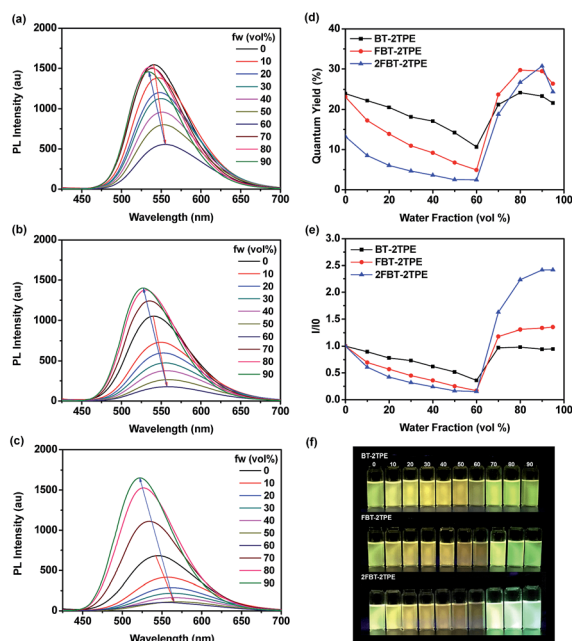 (a)
fw (vol%)
0
10
20
30
40
50
60
70
80
90
PL Intensity (au)
2000
1500
1000
500
0
450 500 550 600 650 700
Wavelength (nm)
(b)
fw (vol%)
0
10
20
30
40
50
60
70
80
90
PL Intensity (au)
2000
1500
1000
500
0
450 500 550 600 650 700
Wavelength (nm)
(c)
fw (vol%)
0
10
20
30
40
50
60
70
80
90
PL Intensity (au)
2000
1500
1000
500
0
450 500 550 600 650 700
Wavelength (nm)
(d)
BT-2TPE
FBT-2TPE
2FBT-2TPE
Quantum Yield (%)
40
35
30
25
20
15
10
5
0
0 20 40 60 80
Water Fraction (vol %)
(e)
BT-2TPE
FBT-2TPE
2FBT-2TPE
I/I0
3.0
2.5
2.0
1.5
1.0
0.5
0.0
0 20 40 60 80
Water Fraction (vol %)
(f)
BT-2TPE
0 10 20 30 40 50 60 70 80 90
FBT-2TPE
70
2FBT-2TPE